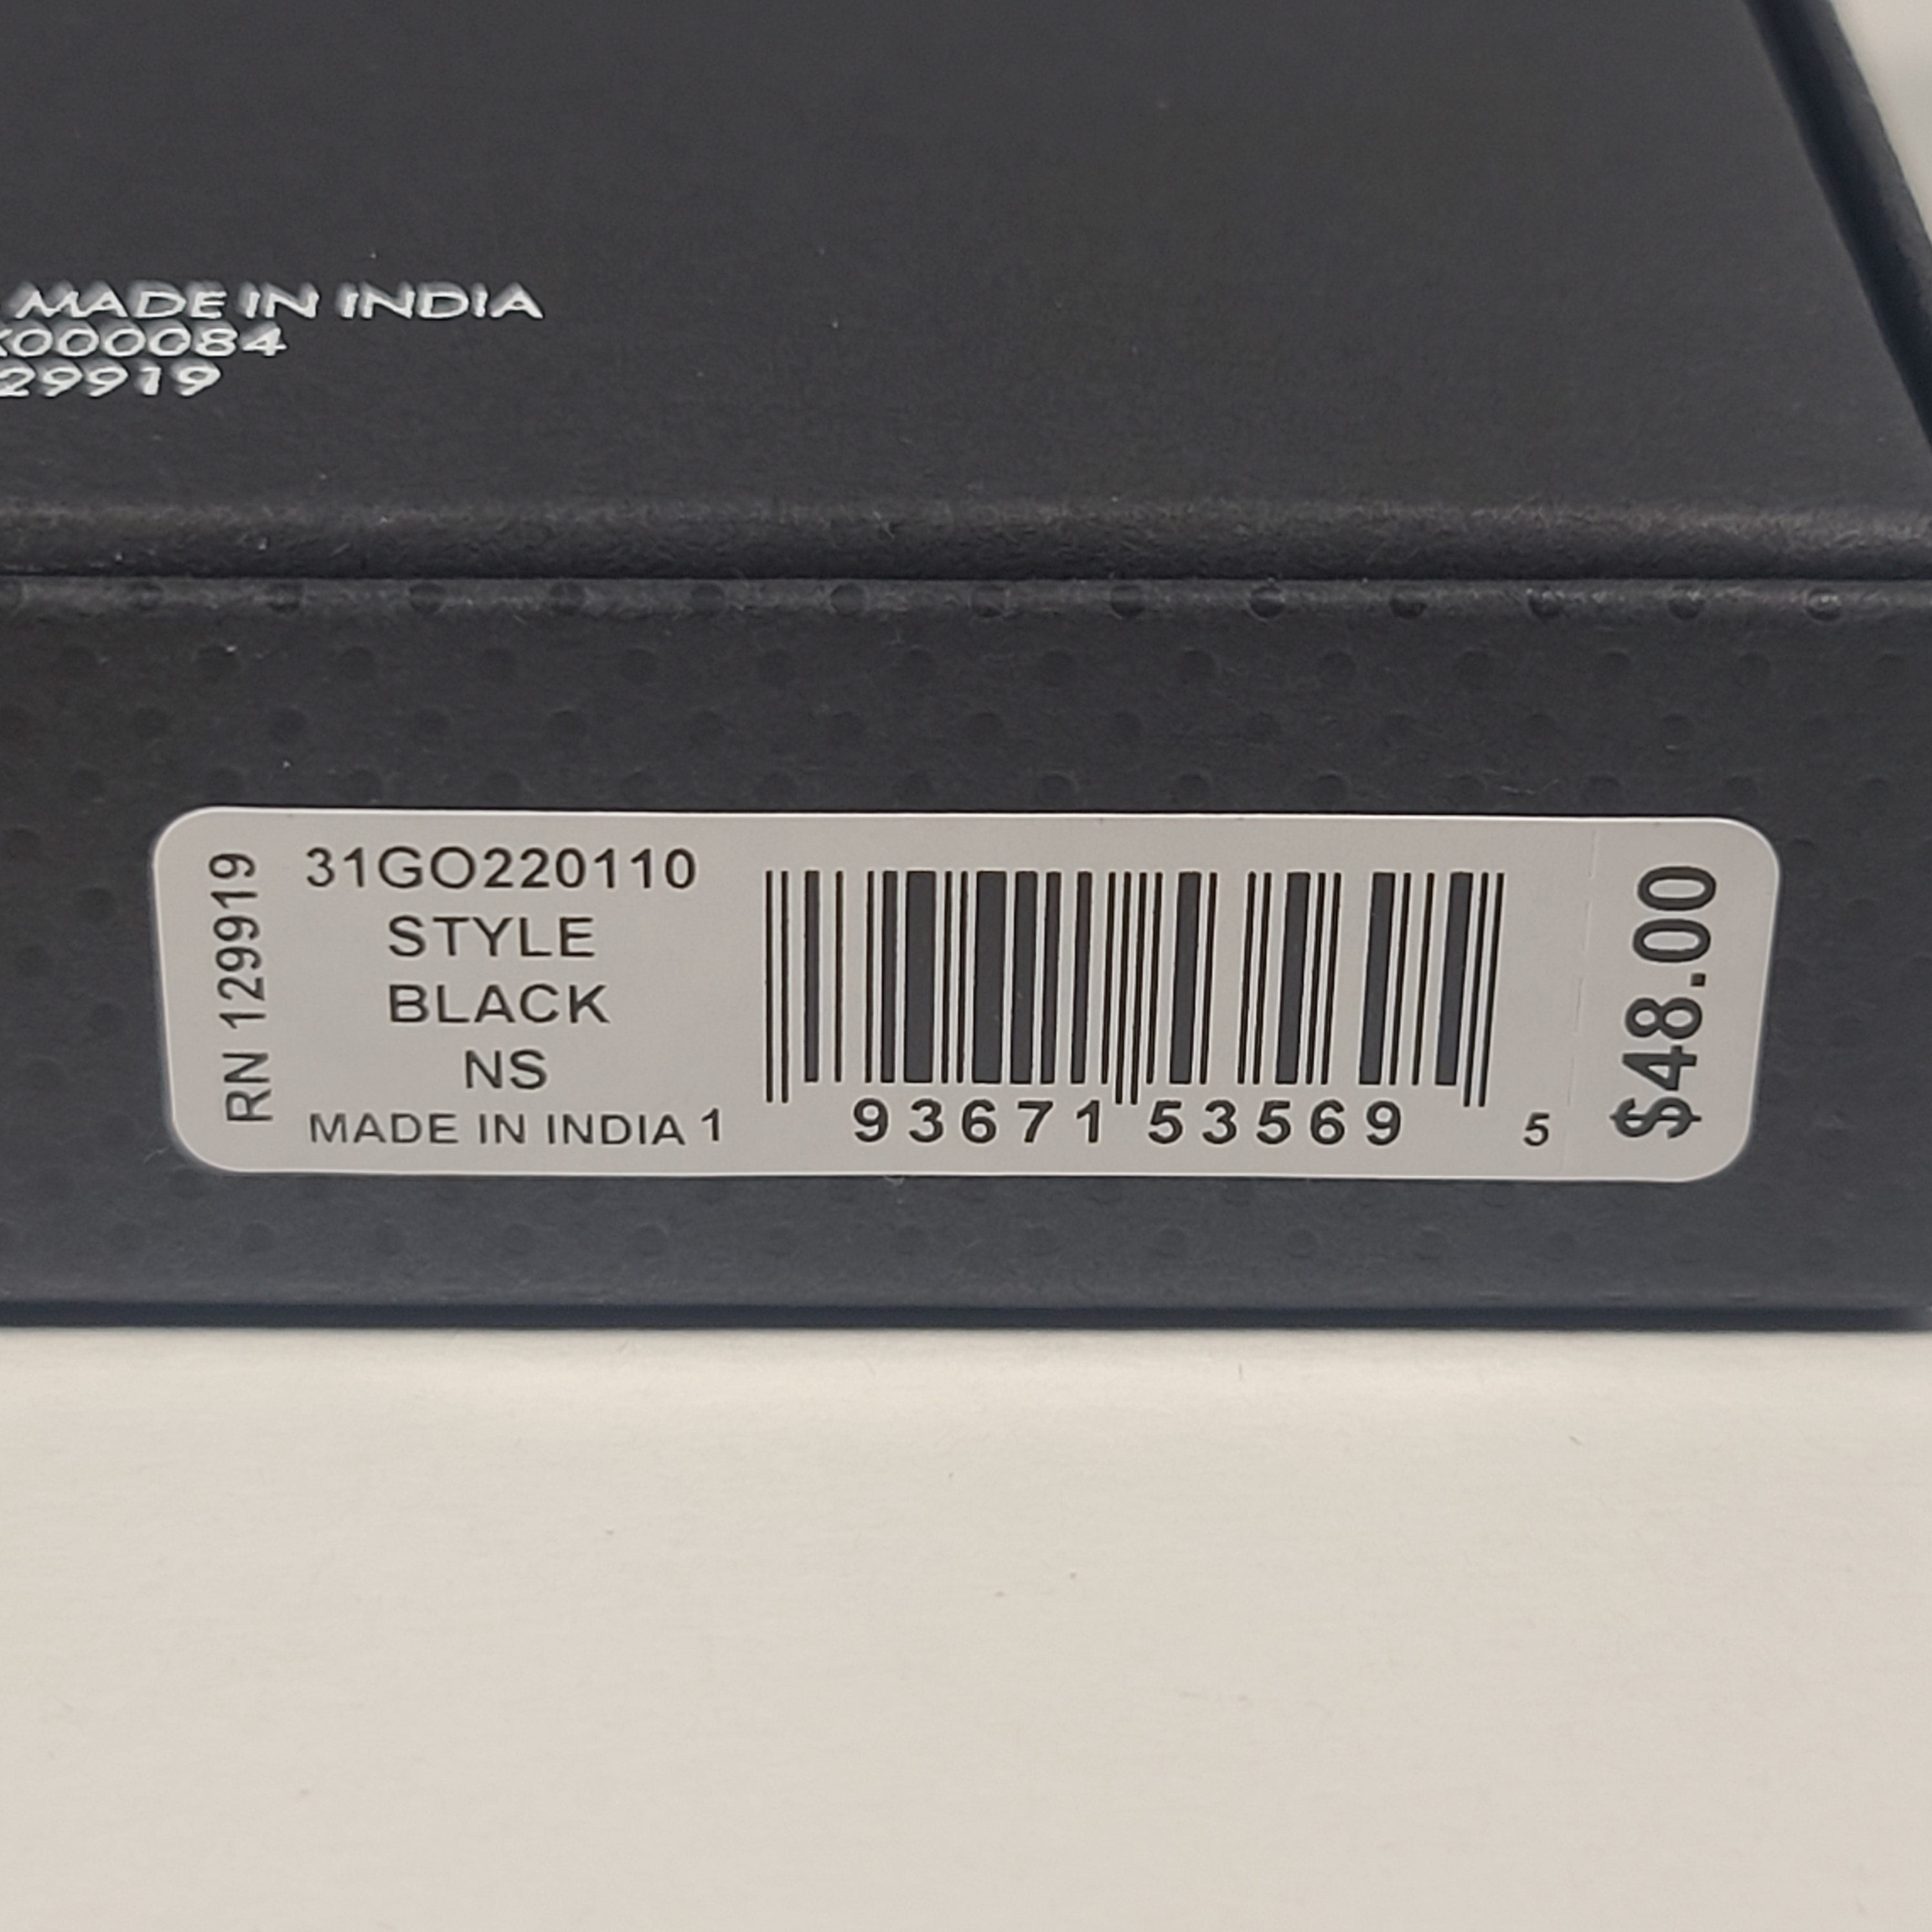 MADE IN INDIA
000084
29919
RN 129919
31GO220110
STYLE
BLACK
NS
MADE IN INDIA
1 93671 53569 5
$48.00